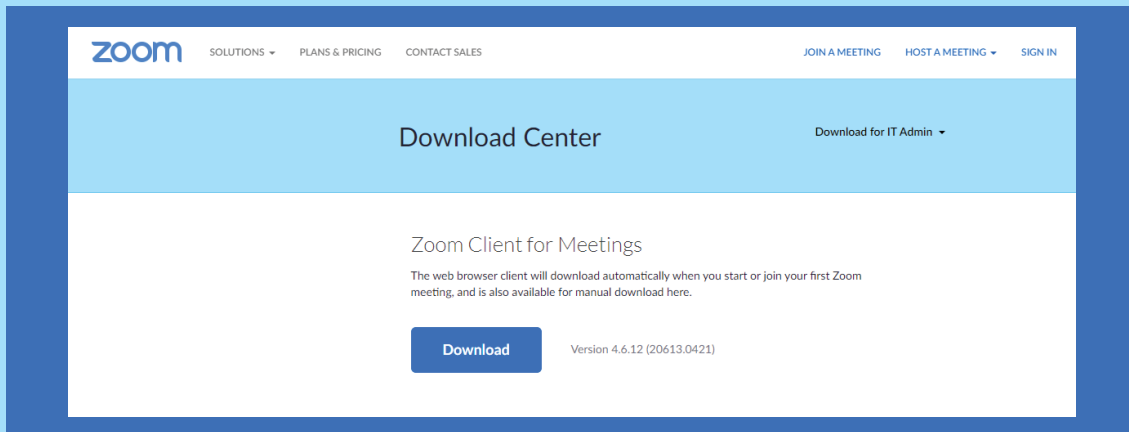 zoom
SOLUTIONS
PLANS & PRICING
CONTACT SALES
JOIN A MEETING
HOST A MEETING
SIGN IN
Download Center
Download for IT Admin
Zoom Client for Meetings
The web browser client will download automatically when you start or join your first Zoom
meeting, and is also available for manual download here.
Download
Version 4.6.12 (20613.0421)